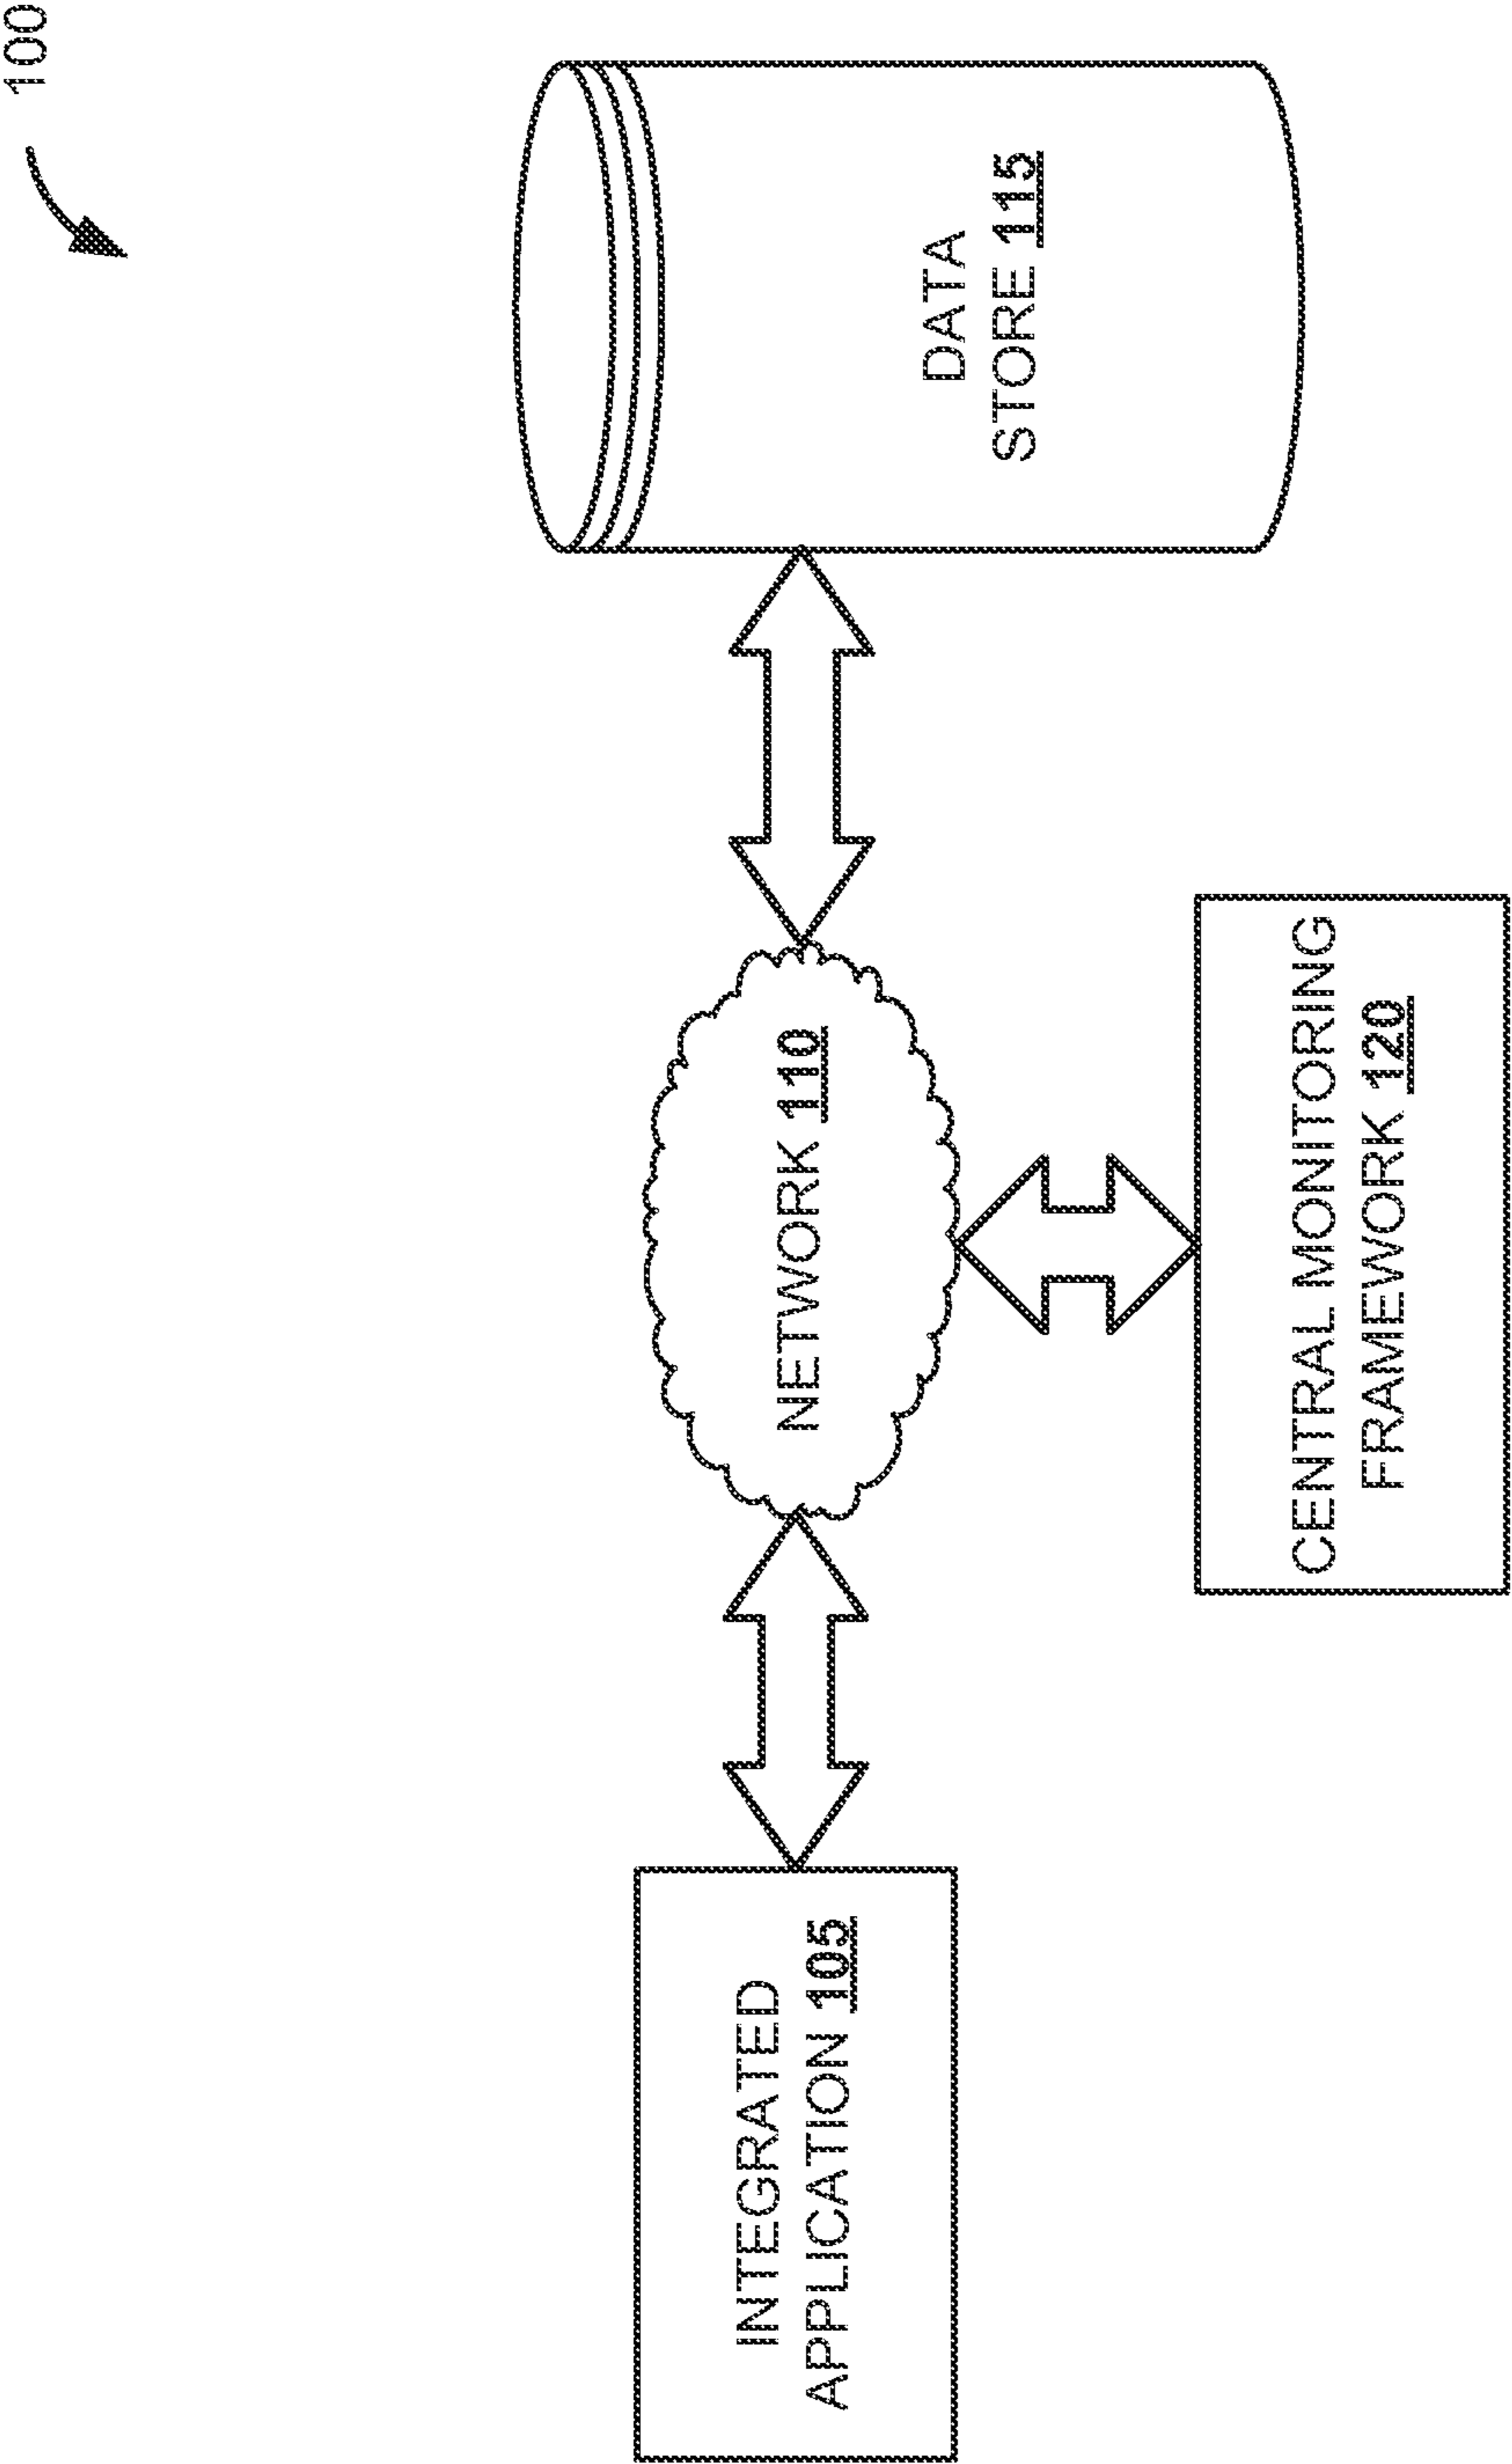 100
INTEGRATED
APPLICATION 105
NETWORK 110
DATA
STORE 115
CENTRAL MONITORING
FRAMEWORK 120